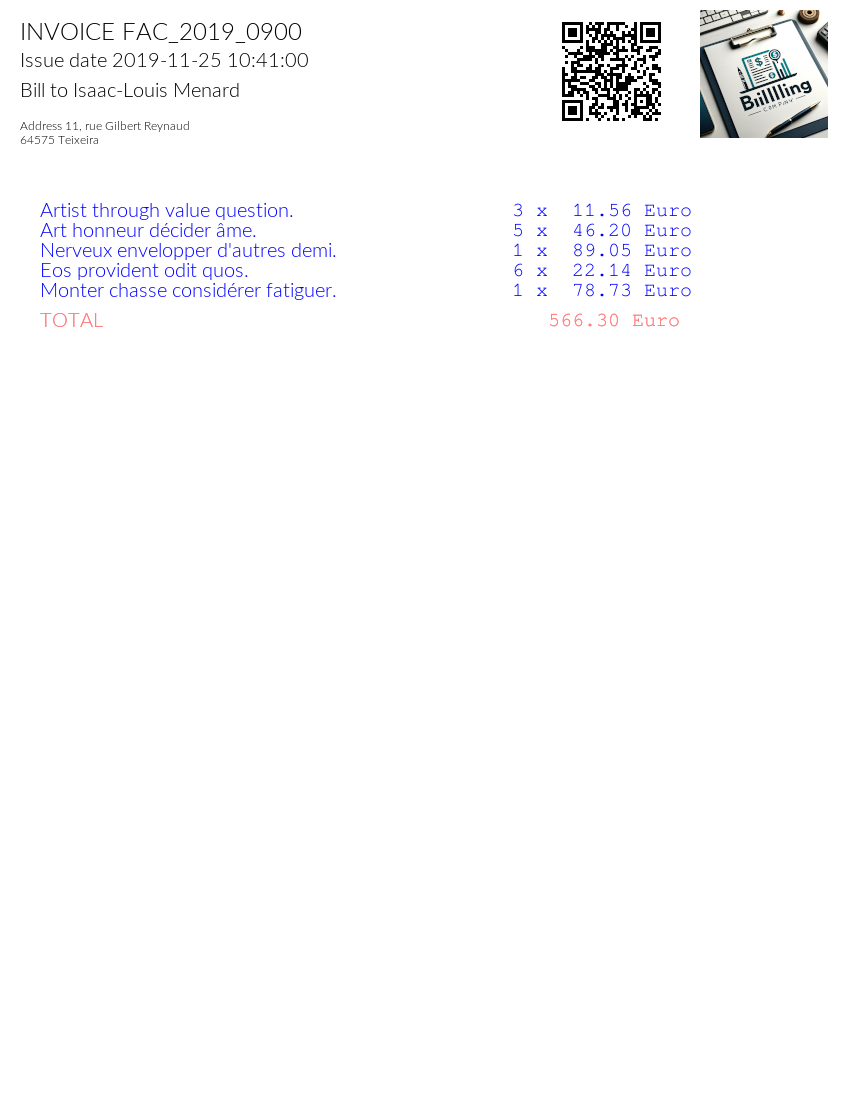 INVOICE FAC_2019_0900
Issue date 2019-11-25 10:41:00
Bill to Isaac-Louis Menard
Address 11, rue Gilbert Reynaud
64575 Teixeira
Biilllling
COMPANY
Artist through value question. 3 x 11.56 Euro
Art honneur décider âme. 5 x 46.20 Euro
Nerveux envelopper d'autres demi. 1 x 89.05 Euro
Eos provident odit quos. 6 x 22.14 Euro
Monter chasse considérer fatiguer. 1 x 78.73 Euro
TOTAL 566.30 Euro